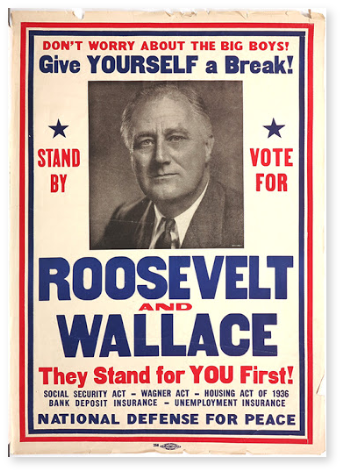 DON'T WORRY ABOUT THE BIG BOYS!
Give YOURSELF a Break!
STAND
BY
VOTE
FOR
ROOSEVELT
AND
WALLACE
They Stand for YOU First!
SOCIAL SECURITY ACT – WAGNER ACT – HOUSING ACT OF 1936
BANK DEPOSIT INSURANCE – UNEMPLOYMENT INSURANCE
NATIONAL DEFENSE FOR PEACE